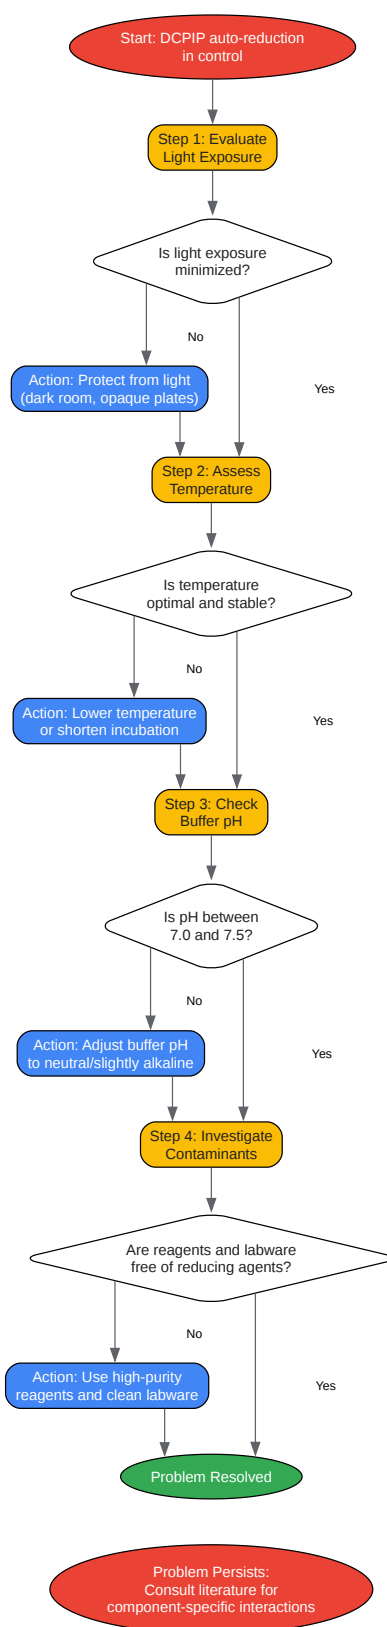 Start: DCPIP auto-reduction
in control
Step 1: Evaluate
Light Exposure
Is light exposure
minimized?
No
Action: Protect from light
(dark room, opaque plates)
Yes
Step 2: Assess
Temperature
Is temperature
optimal and stable?
No
Action: Lower temperature
or shorten incubation
Yes
Step 3: Check
Buffer pH
Is pH between
7.0 and 7.5?
No
Action: Adjust buffer pH
to neutral/slightly alkaline
Yes
Step 4: Investigate
Contaminants
Are reagents and labware
free of reducing agents?
No
Action: Use high-purity
reagents and clean labware
Yes
Problem Resolved
Problem Persists:
Consult literature for
component-specific interactions